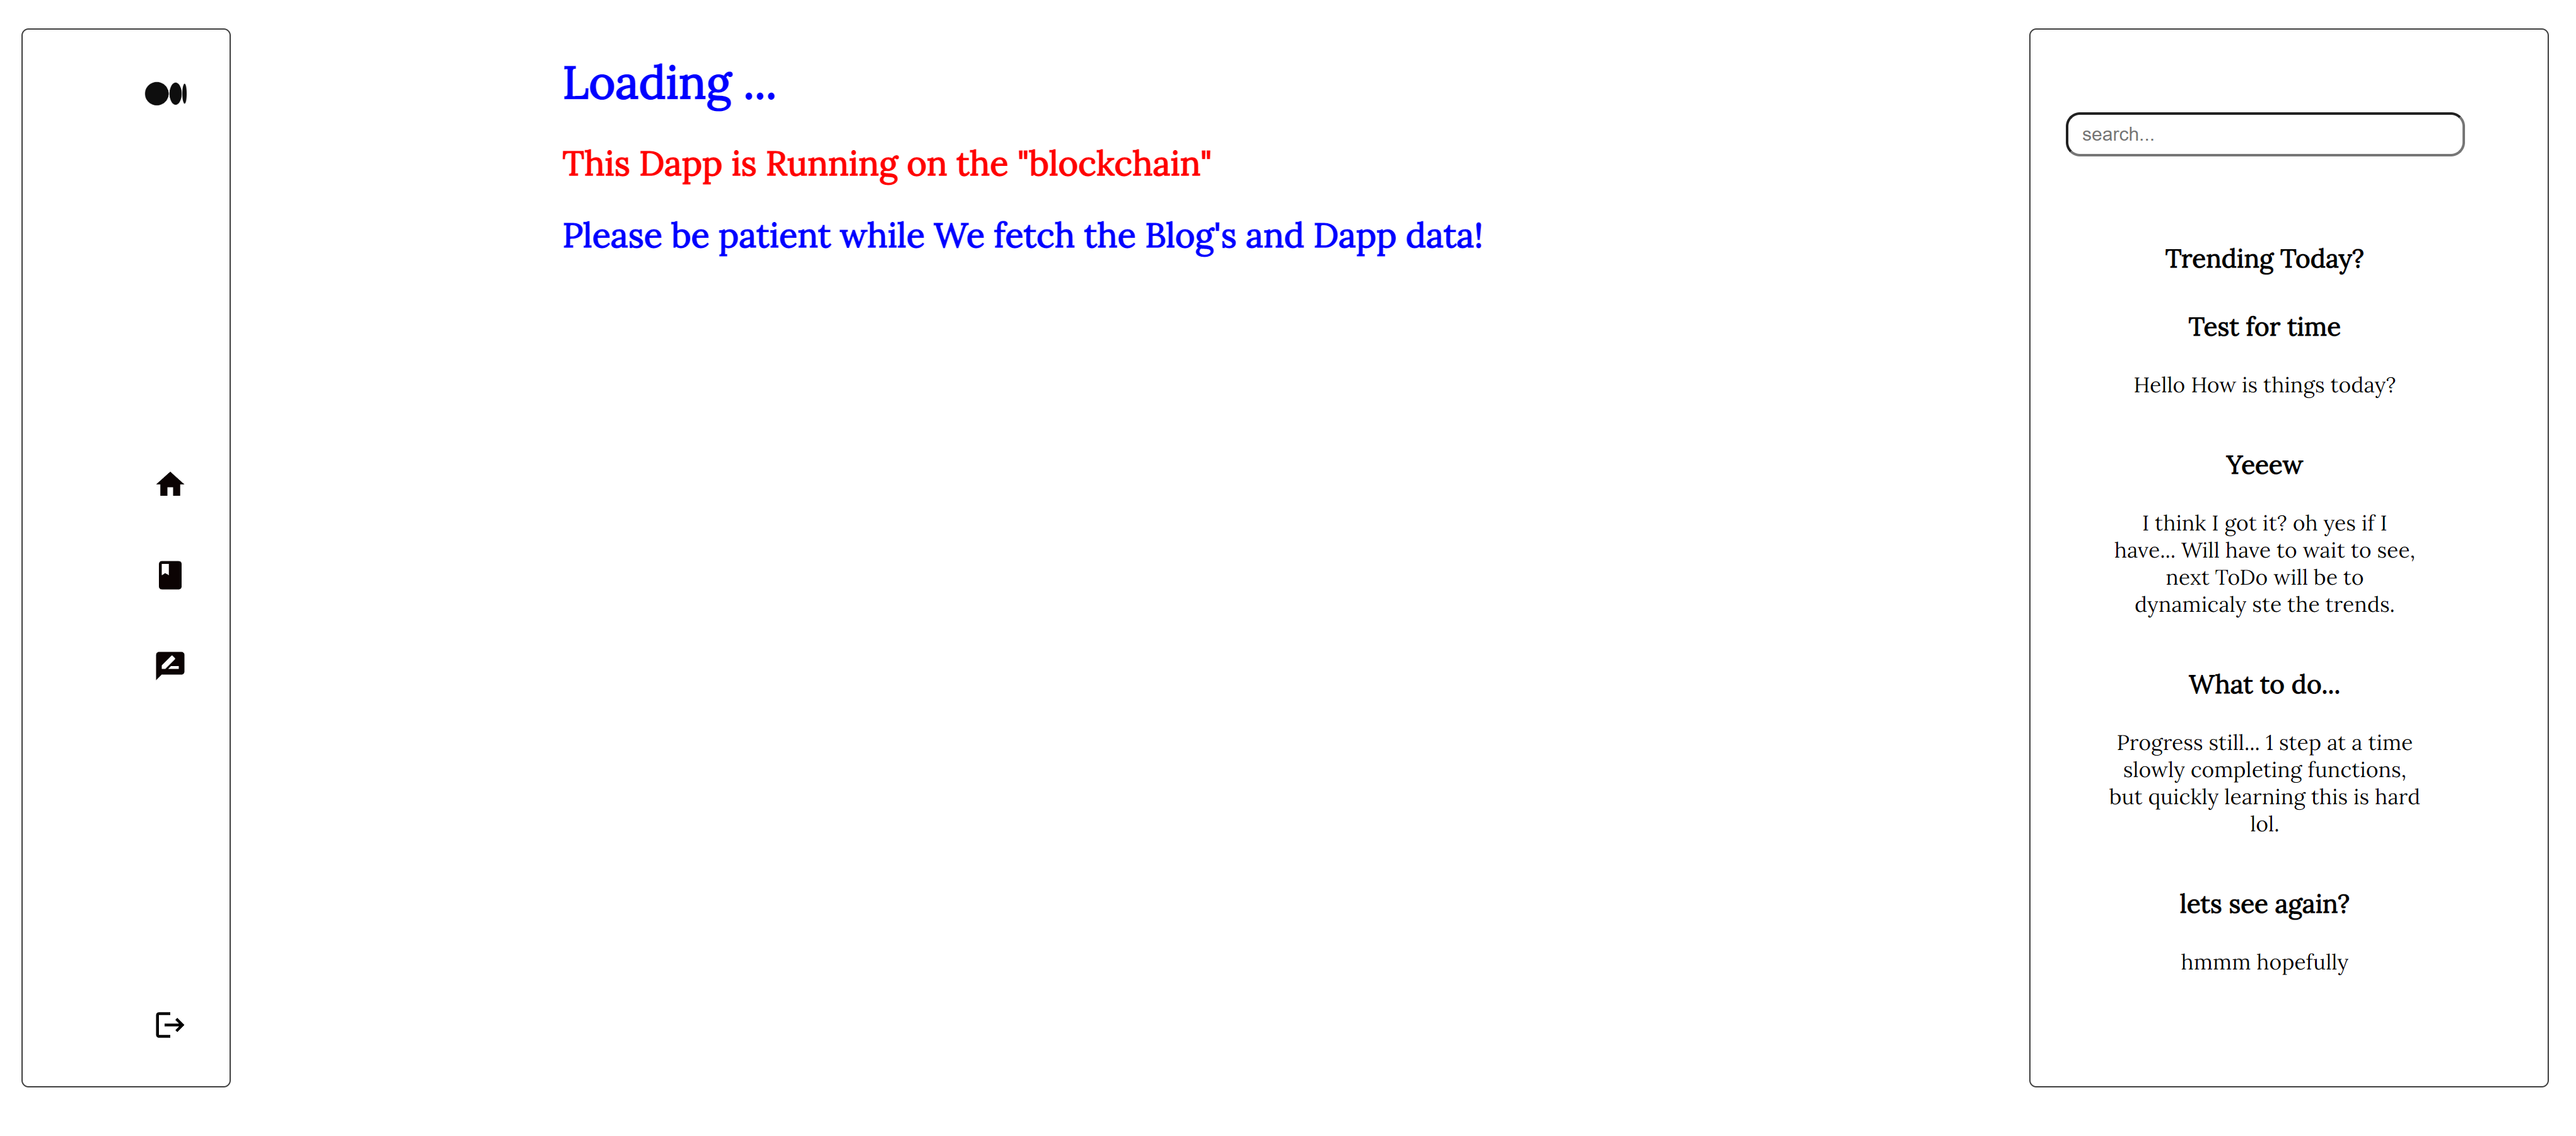 Loading ...
This Dapp is Running on the "blockchain"
Please be patient while We fetch the Blog's and Dapp data!
search...
Trending Today?
Test for time
Hello How is things today?
Yeeew
I think I got it? oh yes if I
have... Will have to wait to see,
next ToDo will be to
dynamicaly ste the trends.
What to do...
Progress still... 1 step at a time
slowly completing functions,
but quickly learning this is hard
lol.
lets see again?
hmmm hopefully